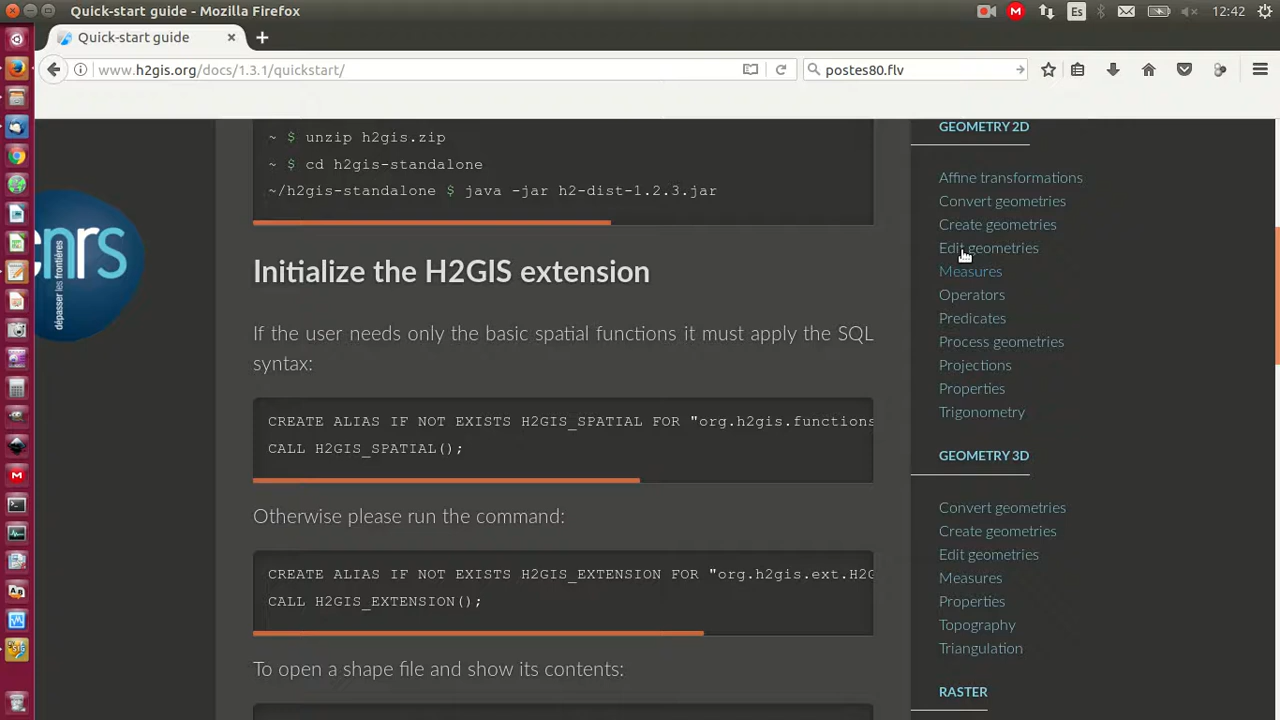 Quick-start guide - Mozilla Firefox
Es
12:42
Quick-start guide
www.h2gis.org/docs/1.3.1/quickstart/
postes80.flv
~ $ unzip h2gis.zip
~ $ cd h2gis-standalone
~/h2gis-standalone $ java -jar h2-dist-1.2.3.jar
cnrs
dépasser les frontières
Initialize the H2GIS extension
If the user needs only the basic spatial functions it must apply the SQL
syntax:
CREATE ALIAS IF NOT EXISTS H2GIS_SPATIAL FOR "org.h2gis.functions
CALL H2GIS_SPATIAL();
Otherwise please run the command:
CREATE ALIAS IF NOT EXISTS H2GIS_EXTENSION FOR "org.h2gis.ext.H2G
CALL H2GIS_EXTENSION();
To open a shape file and show its contents:
GEOMETRY 2D
Affine transformations
Convert geometries
Create geometries
Edit geometries
Measures
Operators
Predicates
Process geometries
Projections
Properties
Trigonometry
GEOMETRY 3D
Convert geometries
Create geometries
Edit geometries
Measures
Properties
Topography
Triangulation
RASTER